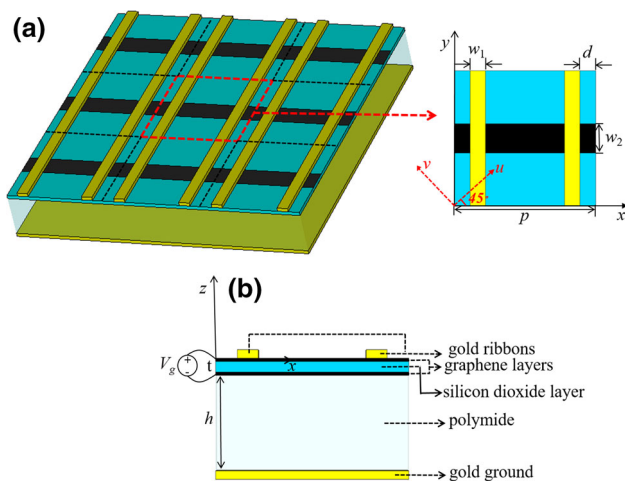 (a)
y
w1
d
w2
v
u
45°
p
x
(b)
z
Vg
+
-
t
x
h
gold ribbons
graphene layers
silicon dioxide layer
polymide
gold ground